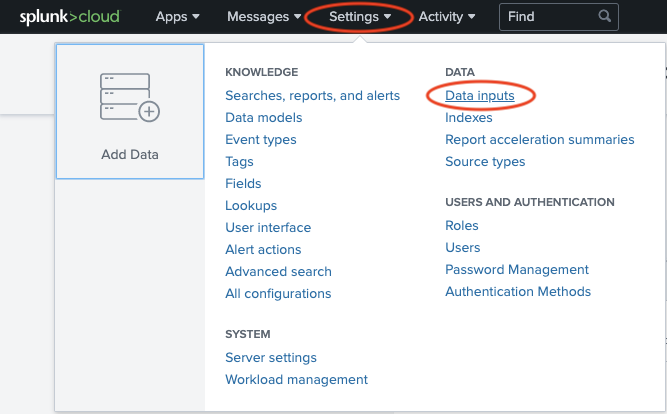 splunk>cloud Apps Messages Settings Activity Find
Add Data
KNOWLEDGE
Searches, reports, and alerts
Data models
Event types
Tags
Fields
Lookups
User interface
Alert actions
Advanced search
All configurations
SYSTEM
Server settings
Workload management
DATA
Data inputs
Indexes
Report acceleration summaries
Source types
USERS AND AUTHENTICATION
Roles
Users
Password Management
Authentication Methods